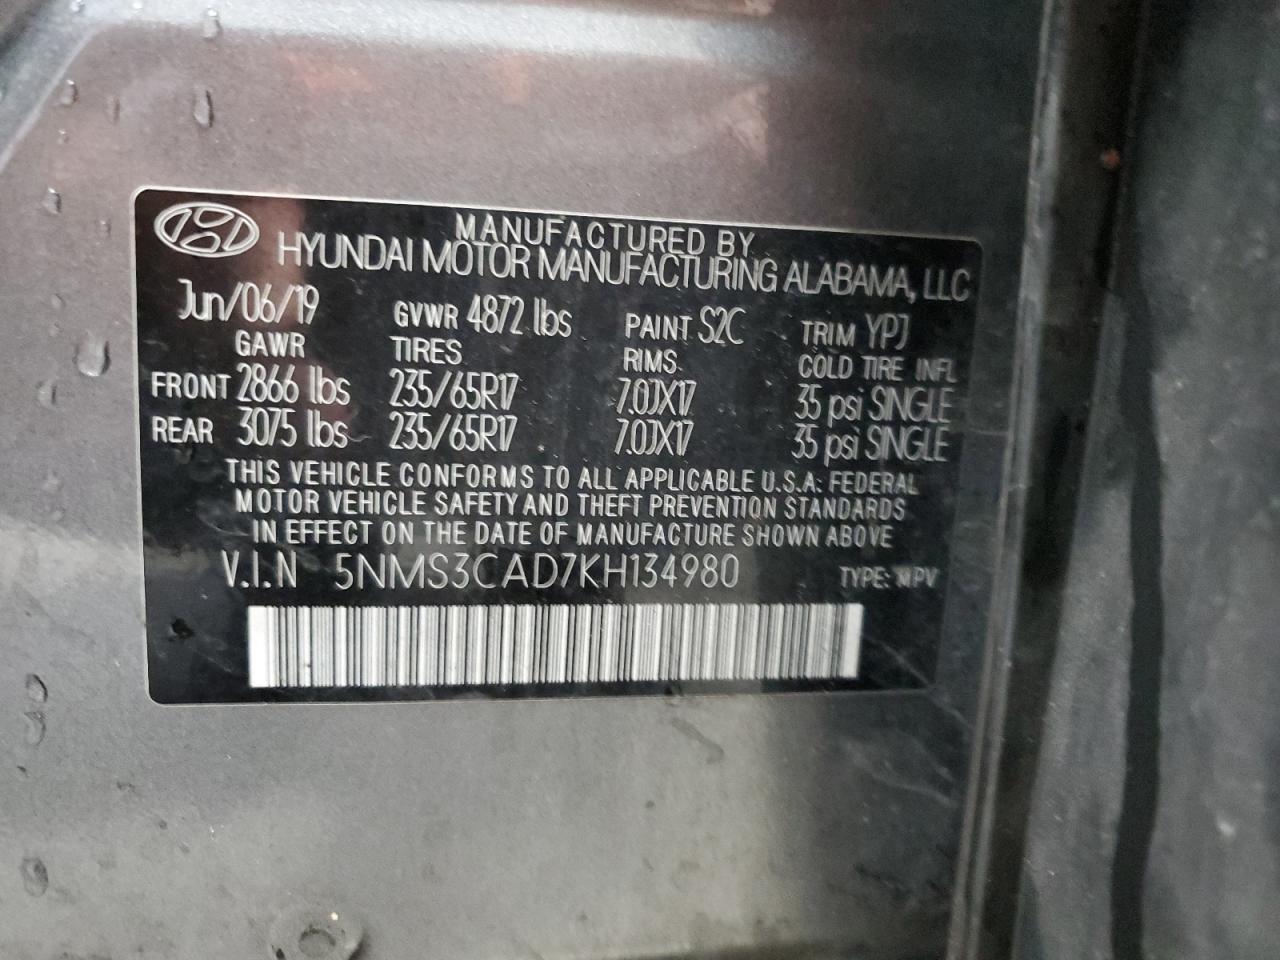 MANUFACTURED BY
HYUNDAI MOTOR MANUFACTURING ALABAMA, LLC
Jun/06/19 GVWR 4872 lbs PAINT S2C TRIM YPJ
GAWR TIRES RIMS COLD TIRE INFL
FRONT 2866 lbs 235/65R17 7.0JX17 35 psi SINGLE
REAR 3075 lbs 235/65R17 7.0JX17 35 psi SINGLE
THIS VEHICLE CONFORMS TO ALL APPLICABLE U.S.A. FEDERAL
MOTOR VEHICLE SAFETY AND THEFT PREVENTION STANDARDS
IN EFFECT ON THE DATE OF MANUFACTURE SHOWN ABOVE
V.I.N 5NMS3CAD7KH134980 TYPE: MPV